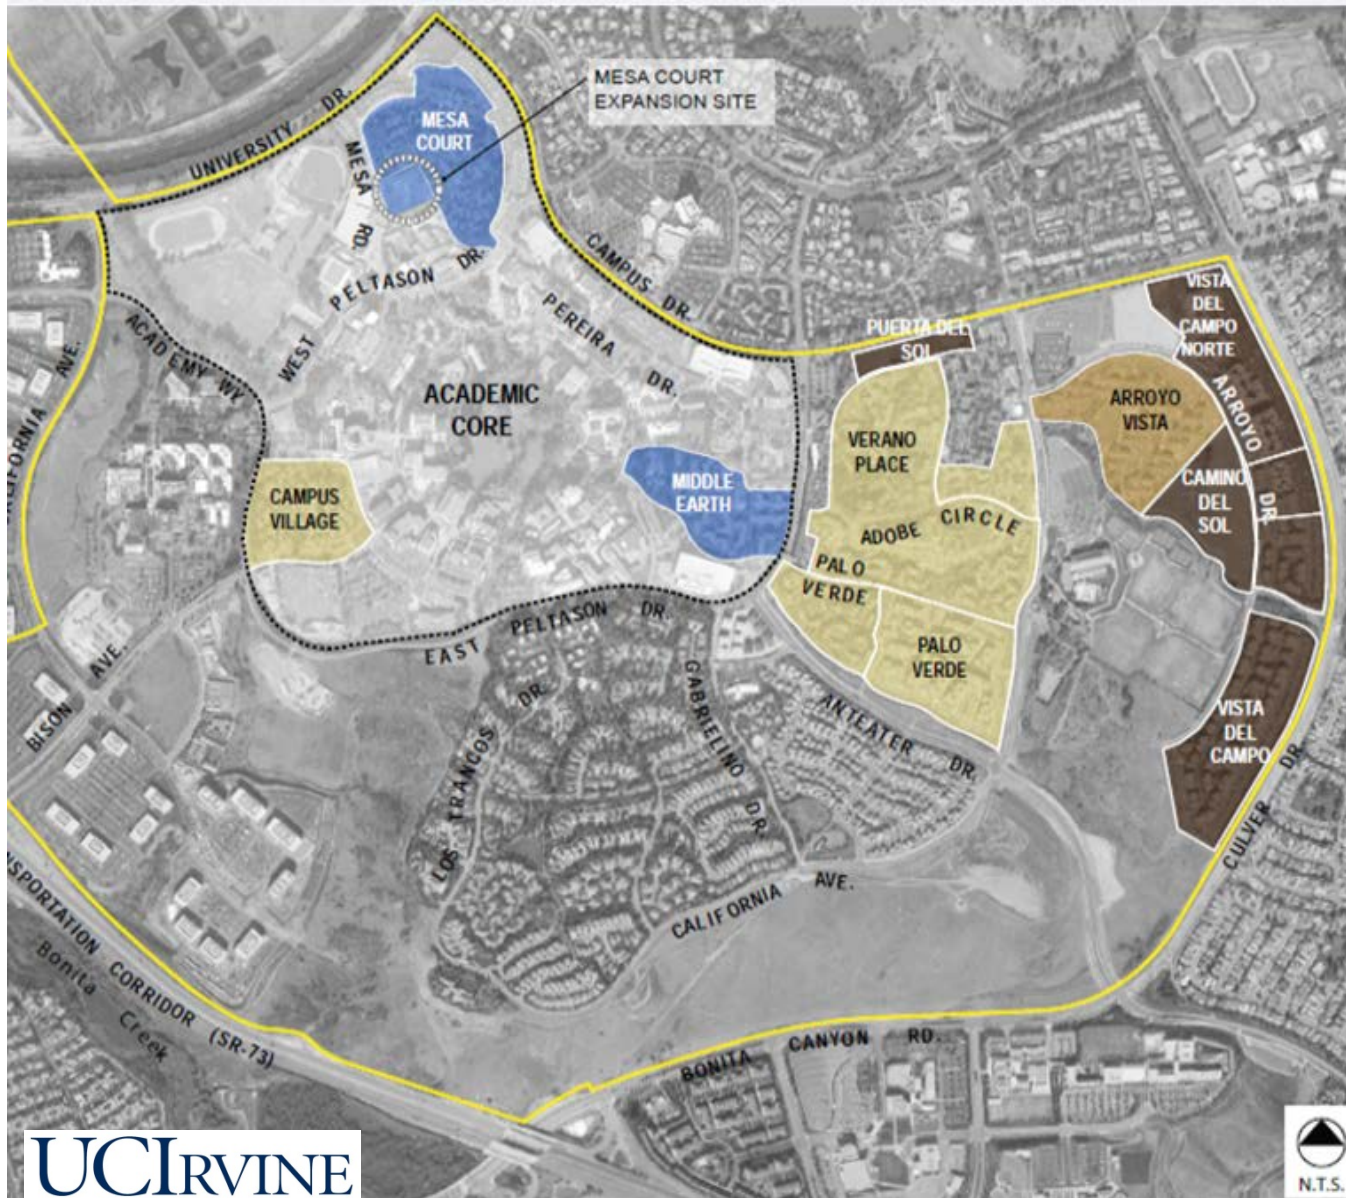 MESA COURT
EXPANSION SITE
MESA
COURT
UNIVERSITY DR.
MESA RD.
WEST PELTASON DR.
CAMPUS DR.
PEREIRA DR.
ACADEMY WY
AVE.
ACADEMIC
CORE
CAMPUS
VILLAGE
MIDDLE
EARTH
PUERTA DEL
SOL
VERANO
PLACE
ADOBE CIRCLE
PALO
VERDE
PALO
VERDE
VISTA
DEL
CAMPO
NORTE
ARROYO
VISTA
ARROYO DR.
CAMINO
DEL
SOL
VISTA
DEL
CAMPO
CULVER DR.
EAST PELTASON DR.
LOS TRANCOS DR.
GABRIELINO DR.
ANTEATER DR.
CALIFORNIA AVE.
BISON AVE.
NSPORTATION CORRIDOR (SR-73)
Bonita
Creek
BONITA CANYON RD.
UCIRVINE
N.T.S.